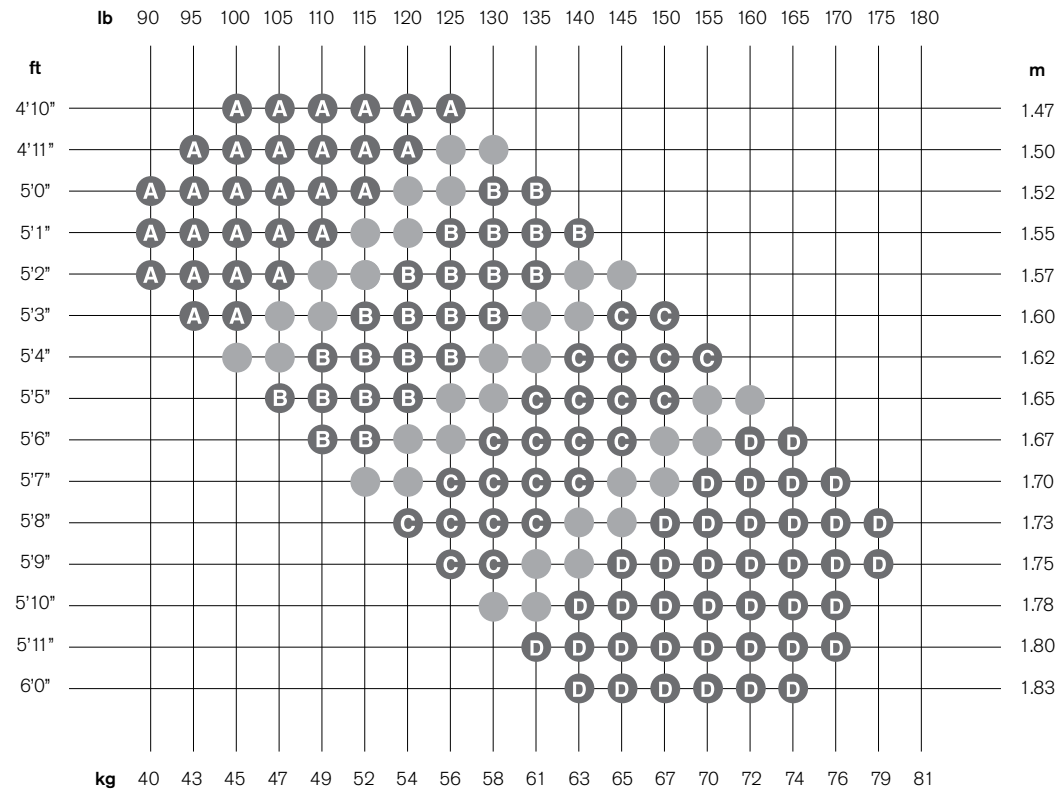 lb 90 95 100 105 110 115 120 125 130 135 140 145 150 155 160 165 170 175 180
ft m
4'10” A A A A A A 1.47
4'11” A A A A A A 1.50
5'0” A A A A A A B B 1.52
5'1” A A A A A B B B B 1.55
5'2” A A A A B B B B 1.57
5'3” A A B B B B C C 1.60
5'4” B B B B C C C C 1.62
5'5” B B B B C C C C 1.65
5'6” B B C C C C D D 1.67
5'7” C C C C D D D D 1.70
5'8” C C C C D D D D D D 1.73
5'9” C C D D D D D D D 1.75
5'10” D D D D D D D 1.78
5'11” D D D D D D D D 1.80
6'0” D D D D D D 1.83
kg 40 43 45 47 49 52 54 56 58 61 63 65 67 70 72 74 76 79 81